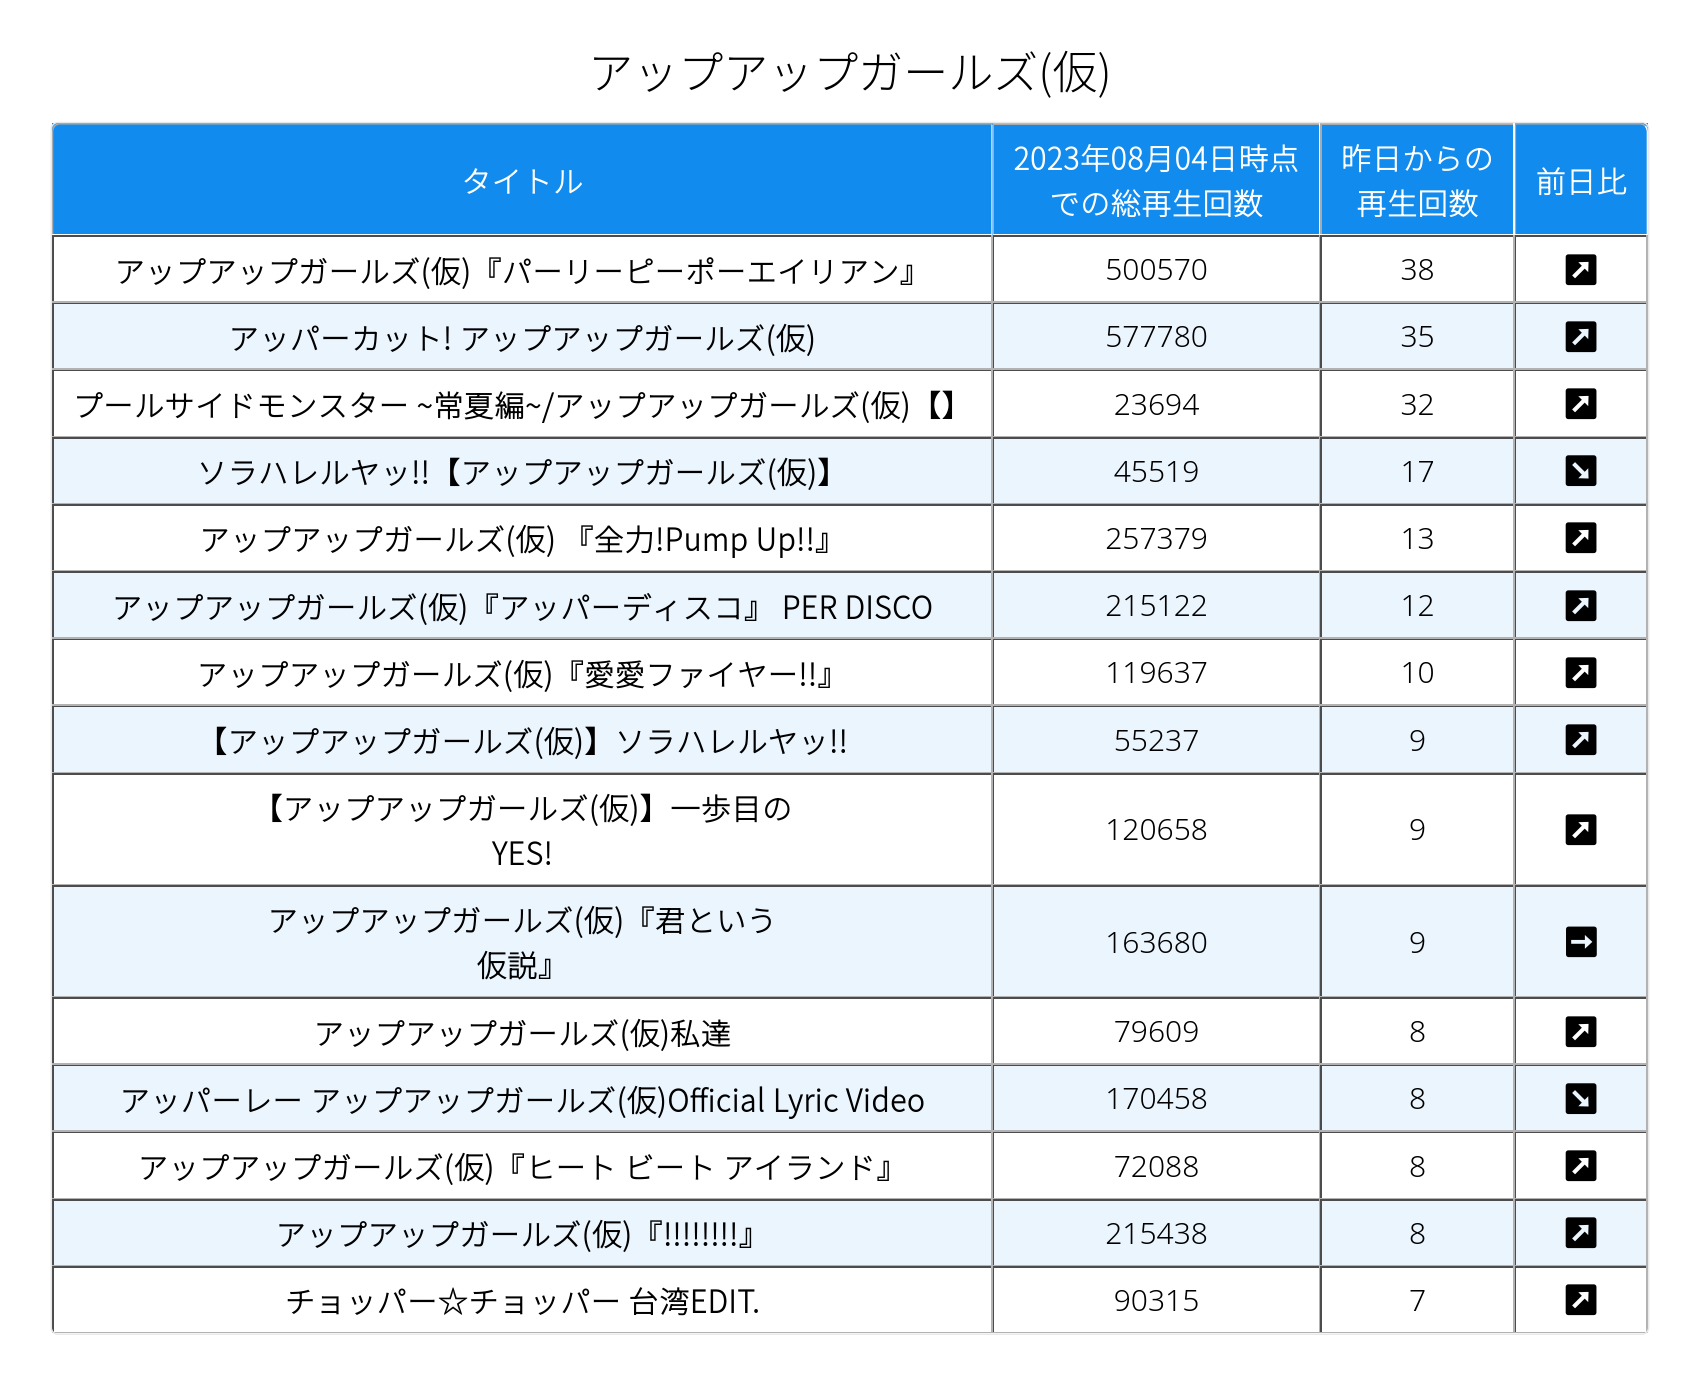 アップアップガールズ(仮)
タイトル 2023年08月04日時点 昨日からの 前日比
での総再生回数 再生回数
アップアップガールズ(仮)『パーリーピーポーエイリアン』 500570 38
アッパーカット! アップアップガールズ(仮) 577780 35
プールサイドモンスター ~常夏編~/アップアップガールズ(仮)【】 23694 32
ソラハレルヤッ!!【アップアップガールズ(仮)】 45519 17
アップアップガールズ(仮) 『全力!Pump Up!!』 257379 13
アップアップガールズ(仮)『アッパーディスコ』 PER DISCO 215122 12
アップアップガールズ(仮)『愛愛ファイヤー!!』 119637 10
【アップアップガールズ(仮)】ソラハレルヤッ!! 55237 9
【アップアップガールズ(仮)】一歩目の
YES! 120658 9
アップアップガールズ(仮)『君という
仮説』 163680 9
アップアップガールズ(仮)私達 79609 8
アッパーレー アップアップガールズ(仮)Official Lyric Video 170458 8
アップアップガールズ(仮)『ヒート ビート アイランド』 72088 8
アップアップガールズ(仮)『!!!!!!!!』 215438 8
チョッパー☆チョッパー 台湾EDIT. 90315 7